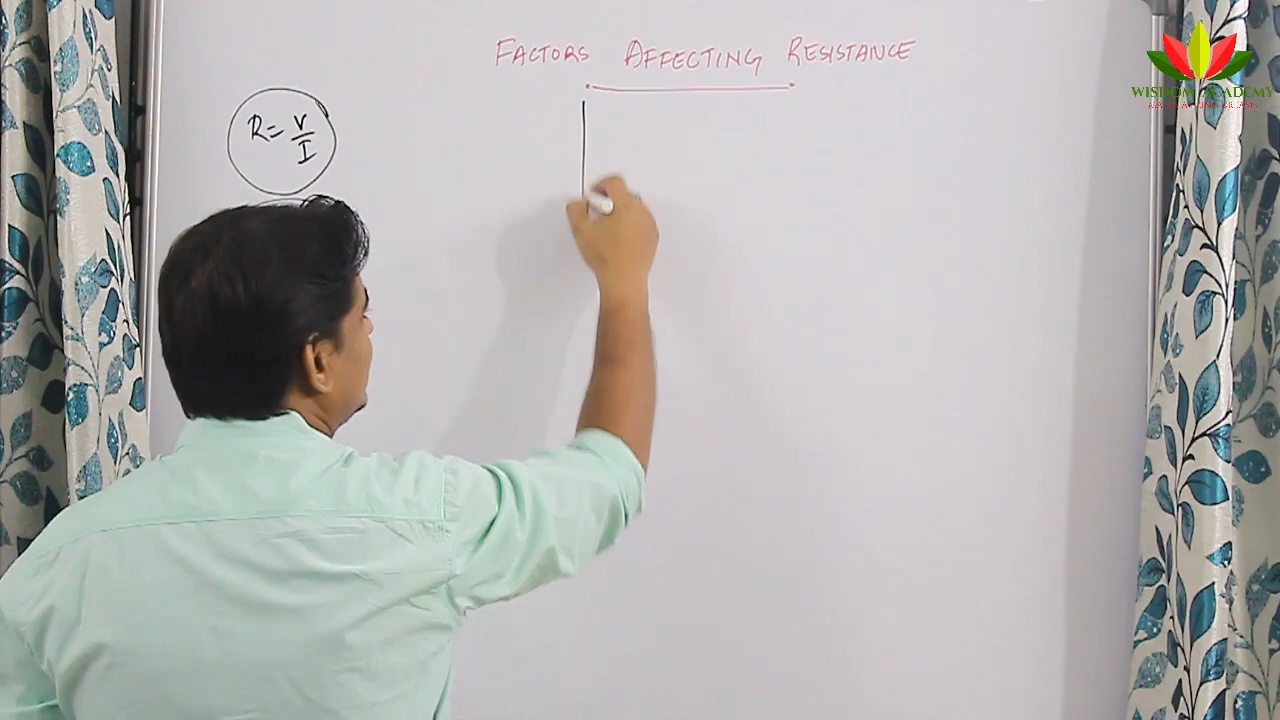 FACTORS AFFECTING RESISTANCE
R = V
I
WISDOM ACADEMY